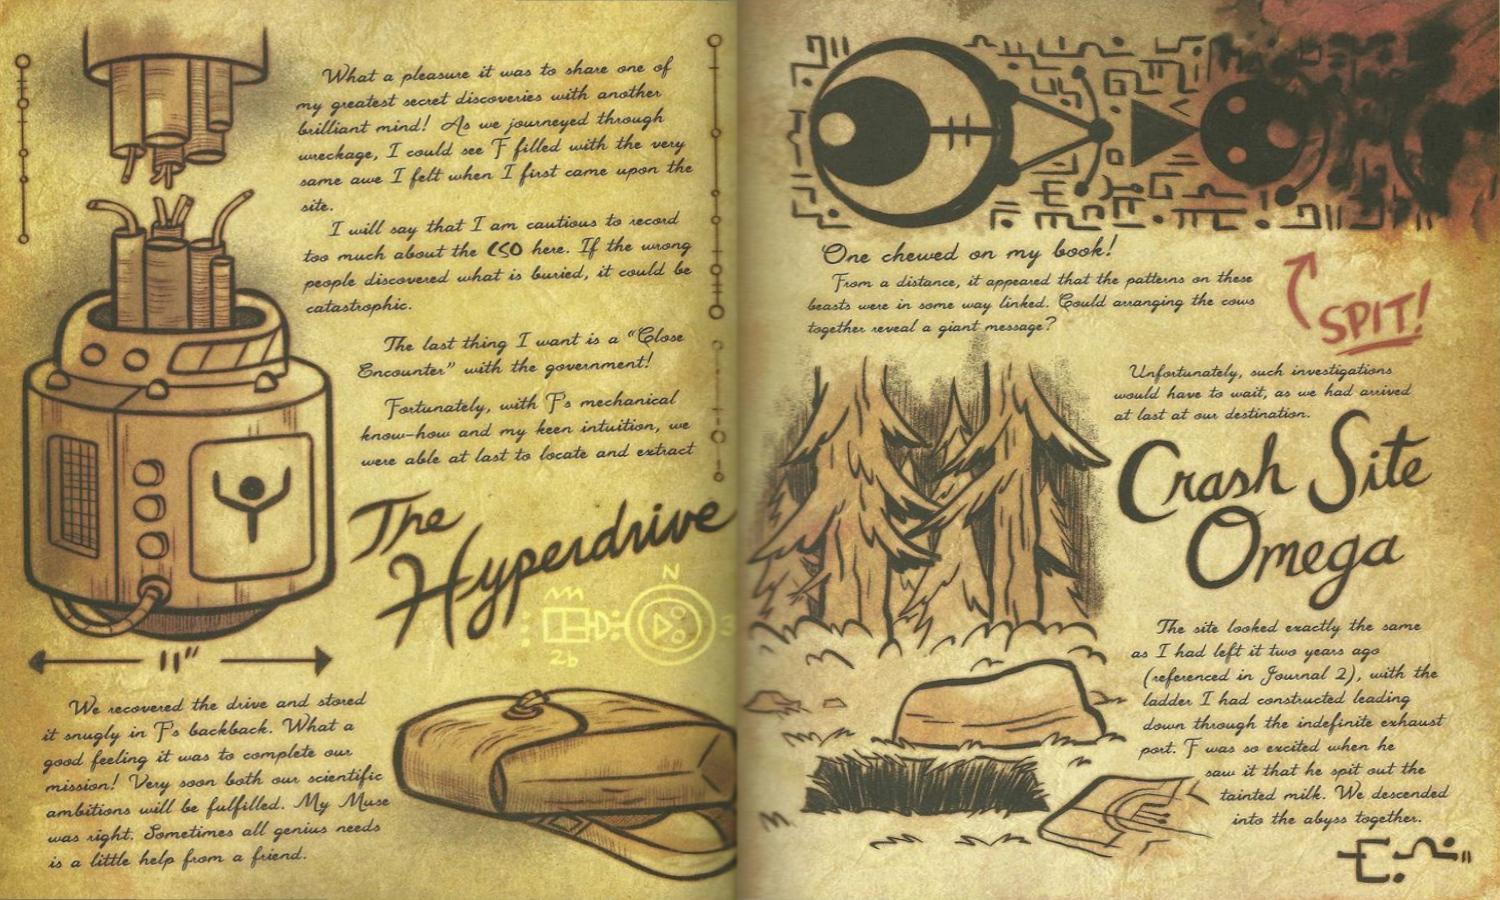 What a pleasure it was to share one of
my greatest secret discoveries with another
brilliant mind! As we journeyed through
wreckage, I could see F filled with the very
same awe I felt when I first came upon the
site.
I will say that I am cautious to record
too much about the CSO here. If the wrong
people discovered what is buried, it could be
catastrophic.
The last thing I want is a "Close
Encounter" with the government!
Fortunately, with F's mechanical
know-how and my keen intuition, we
were able at last to locate and extract
The
Hyperdrive
N
2b
11"
We recovered the drive and stored
it snugly in F's backback. What a
good feeling it was to complete our
mission! Very soon both our scientific
ambitions will be fulfilled. My Muse
was right. Sometimes all genius needs
is a little help from a friend.
One chewed on my book!
From a distance, it appeared that the patterns on these
beasts were in some way linked. Could arranging the cows
together reveal a giant message?
SPIT!
Unfortunately, such investigations
would have to wait, as we had arrived
at last at our destination.
Crash Site
Omega
The site looked exactly the same
as I had left it two years ago
(referenced in Journal 2), with the
ladder I had constructed leading
down through the indefinite exhaust
port. F was so excited when he
saw it that he spit out the
tainted milk. We descended
into the abyss together.